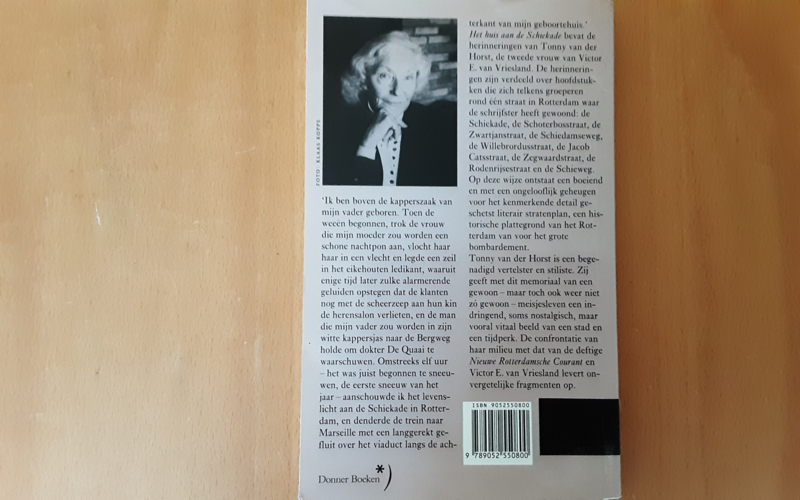 FOTO: KLAAS KOPPE
'Ik ben boven de kapperszaak van
mijn vader geboren. Toen de
weeën begonnen, trok de vrouw
die mijn moeder zou worden een
schone nachtpon aan, vlocht haar
haar in een vlecht en legde een zeil
in het eikehouten ledikant, waaruit
enige tijd later zulke alarmerende
geluiden opstegen dat de klanten
nog met de scheerzeep aan hun kin
de herensalon verlieten, en de man
die mijn vader zou worden in zijn
witte kappersjas naar de Bergweg
holde om dokter De Quaai te
waarschuwen. Omstreeks elf uur
– het was juist begonnen te sneeu-
wen, de eerste sneeuw van het
jaar – aanschouwde ik het levens-
licht aan de Schiekade in Rotter-
dam, en denderde de trein naar
Marseille met een langgerekt ge-
fluit over het viaduct langs de ach-
terkant van mijn geboortehuis.'
Het huis aan de Schiekade bevat de
herinneringen van Tonny van der
Horst, de tweede vrouw van Victor
E. van Vriesland. De herinnerin-
gen zijn verdeeld over hoofdstuk-
ken die zich telkens groeperen
rond één straat in Rotterdam waar
de schrijfster heeft gewoond: de
Schiekade, de Schoterbosstraat, de
Zwartjanstraat, de Schiedamseweg,
de Willebrordusstraat, de Jacob
Catsstraat, de Zegwaardstraat, de
Rodenrijsestraat en de Schieweg.
Op deze wijze ontstaat een boeiend
en met een ongelooflijk geheugen
voor het kenmerkende detail ge-
schetst literair stratenplan, een his-
torische plattegrond van het Rot-
terdam van voor het grote
bombardement.
Tonny van der Horst is een bege-
nadigd vertelster en styliste. Zij
geeft met dit memoriaal van een
gewoon – maar toch ook weer niet
zó gewoon – meisjesleven een in-
dringend, soms nostalgisch, maar
vooral vitaal beeld van een stad en
een tijdperk. De confrontatie van
haar milieu met dat van de deftige
Nieuwe Rotterdamsche Courant en
Victor E. van Vriesland levert on-
vergetelijke fragmenten op.
ISBN 9052550800
9 789052 550800
Donner Boeken*)